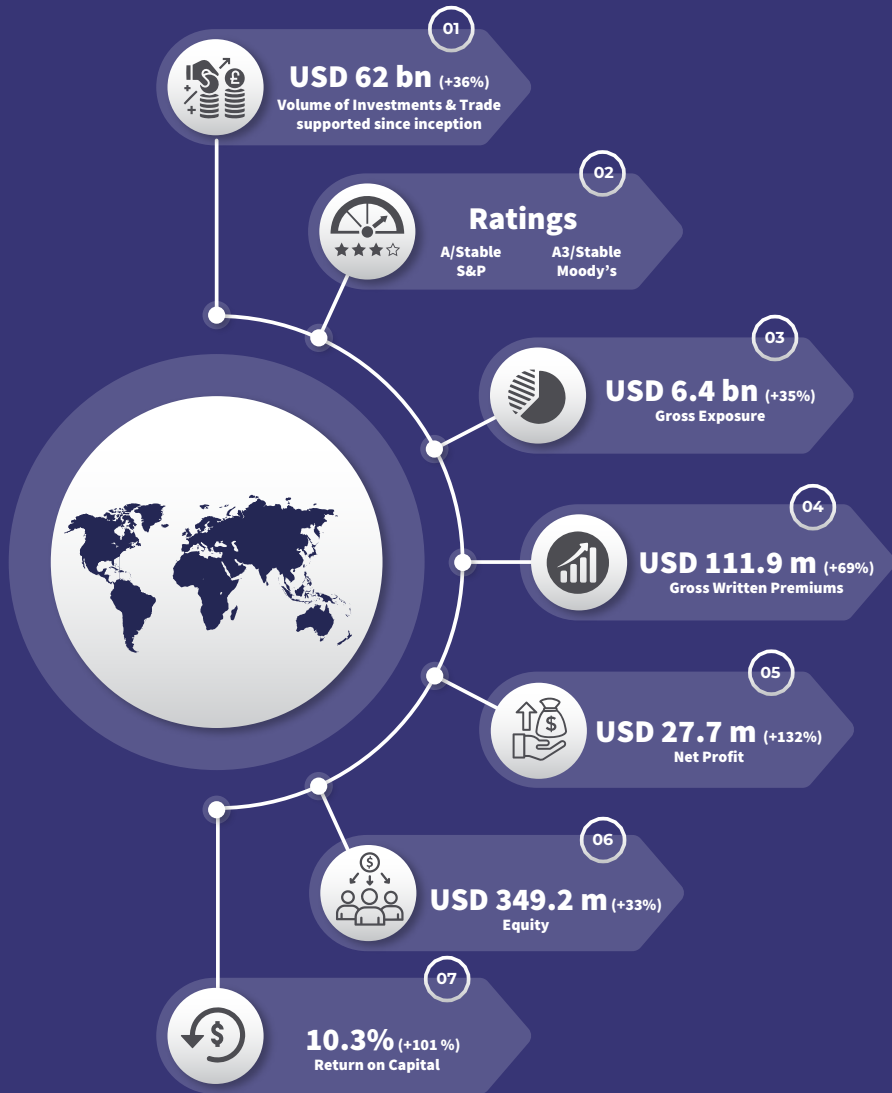 01
USD 62 bn (+36%)
Volume of Investments & Trade
supported since inception
02
Ratings
A/Stable A3/Stable
S&P Moody’s
03
USD 6.4 bn (+35%)
Gross Exposure
04
USD 111.9 m (+69%)
Gross Written Premiums
05
USD 27.7 m (+132%)
Net Profit
06
USD 349.2 m (+33%)
Equity
07
10.3% (+101 %)
Return on Capital